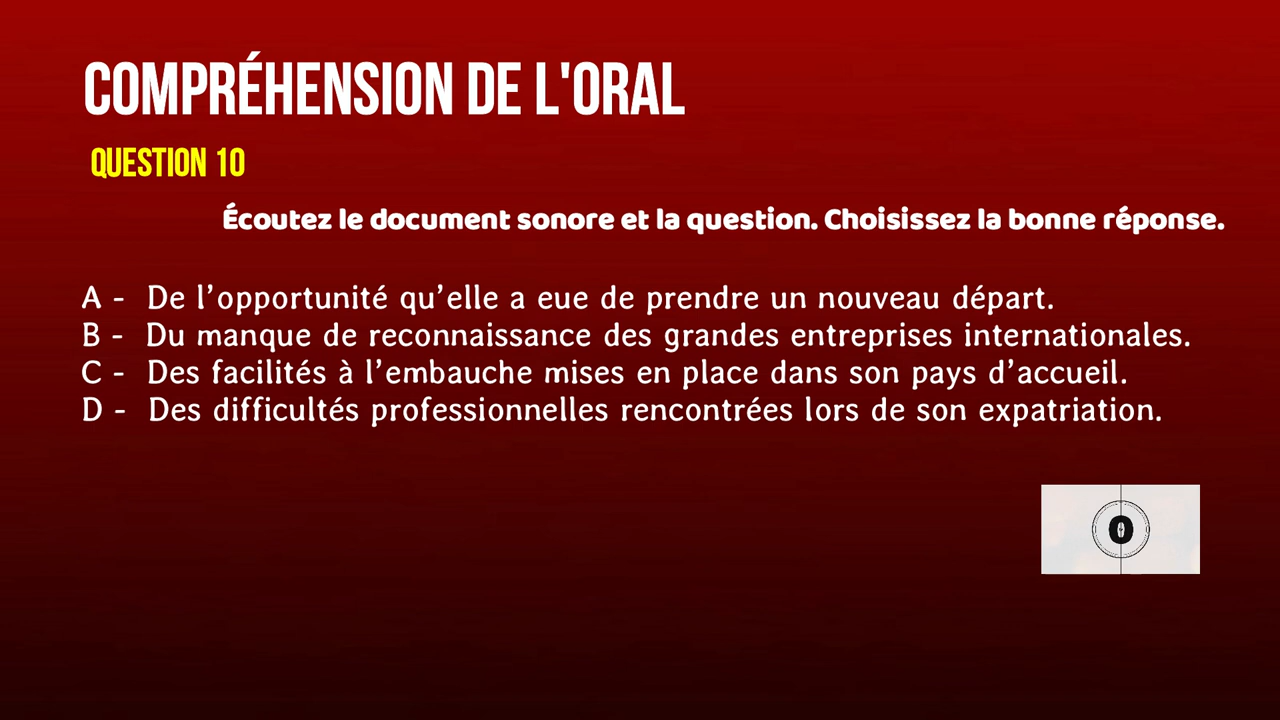 COMPRÉHENSION DE L'ORAL
QUESTION 10
Écoutez le document sonore et la question. Choisissez la bonne réponse.
A - De l’opportunité qu’elle a eue de prendre un nouveau départ.
B - Du manque de reconnaissance des grandes entreprises internationales.
C - Des facilités à l’embauche mises en place dans son pays d’accueil.
D - Des difficultés professionnelles rencontrées lors de son expatriation.
0